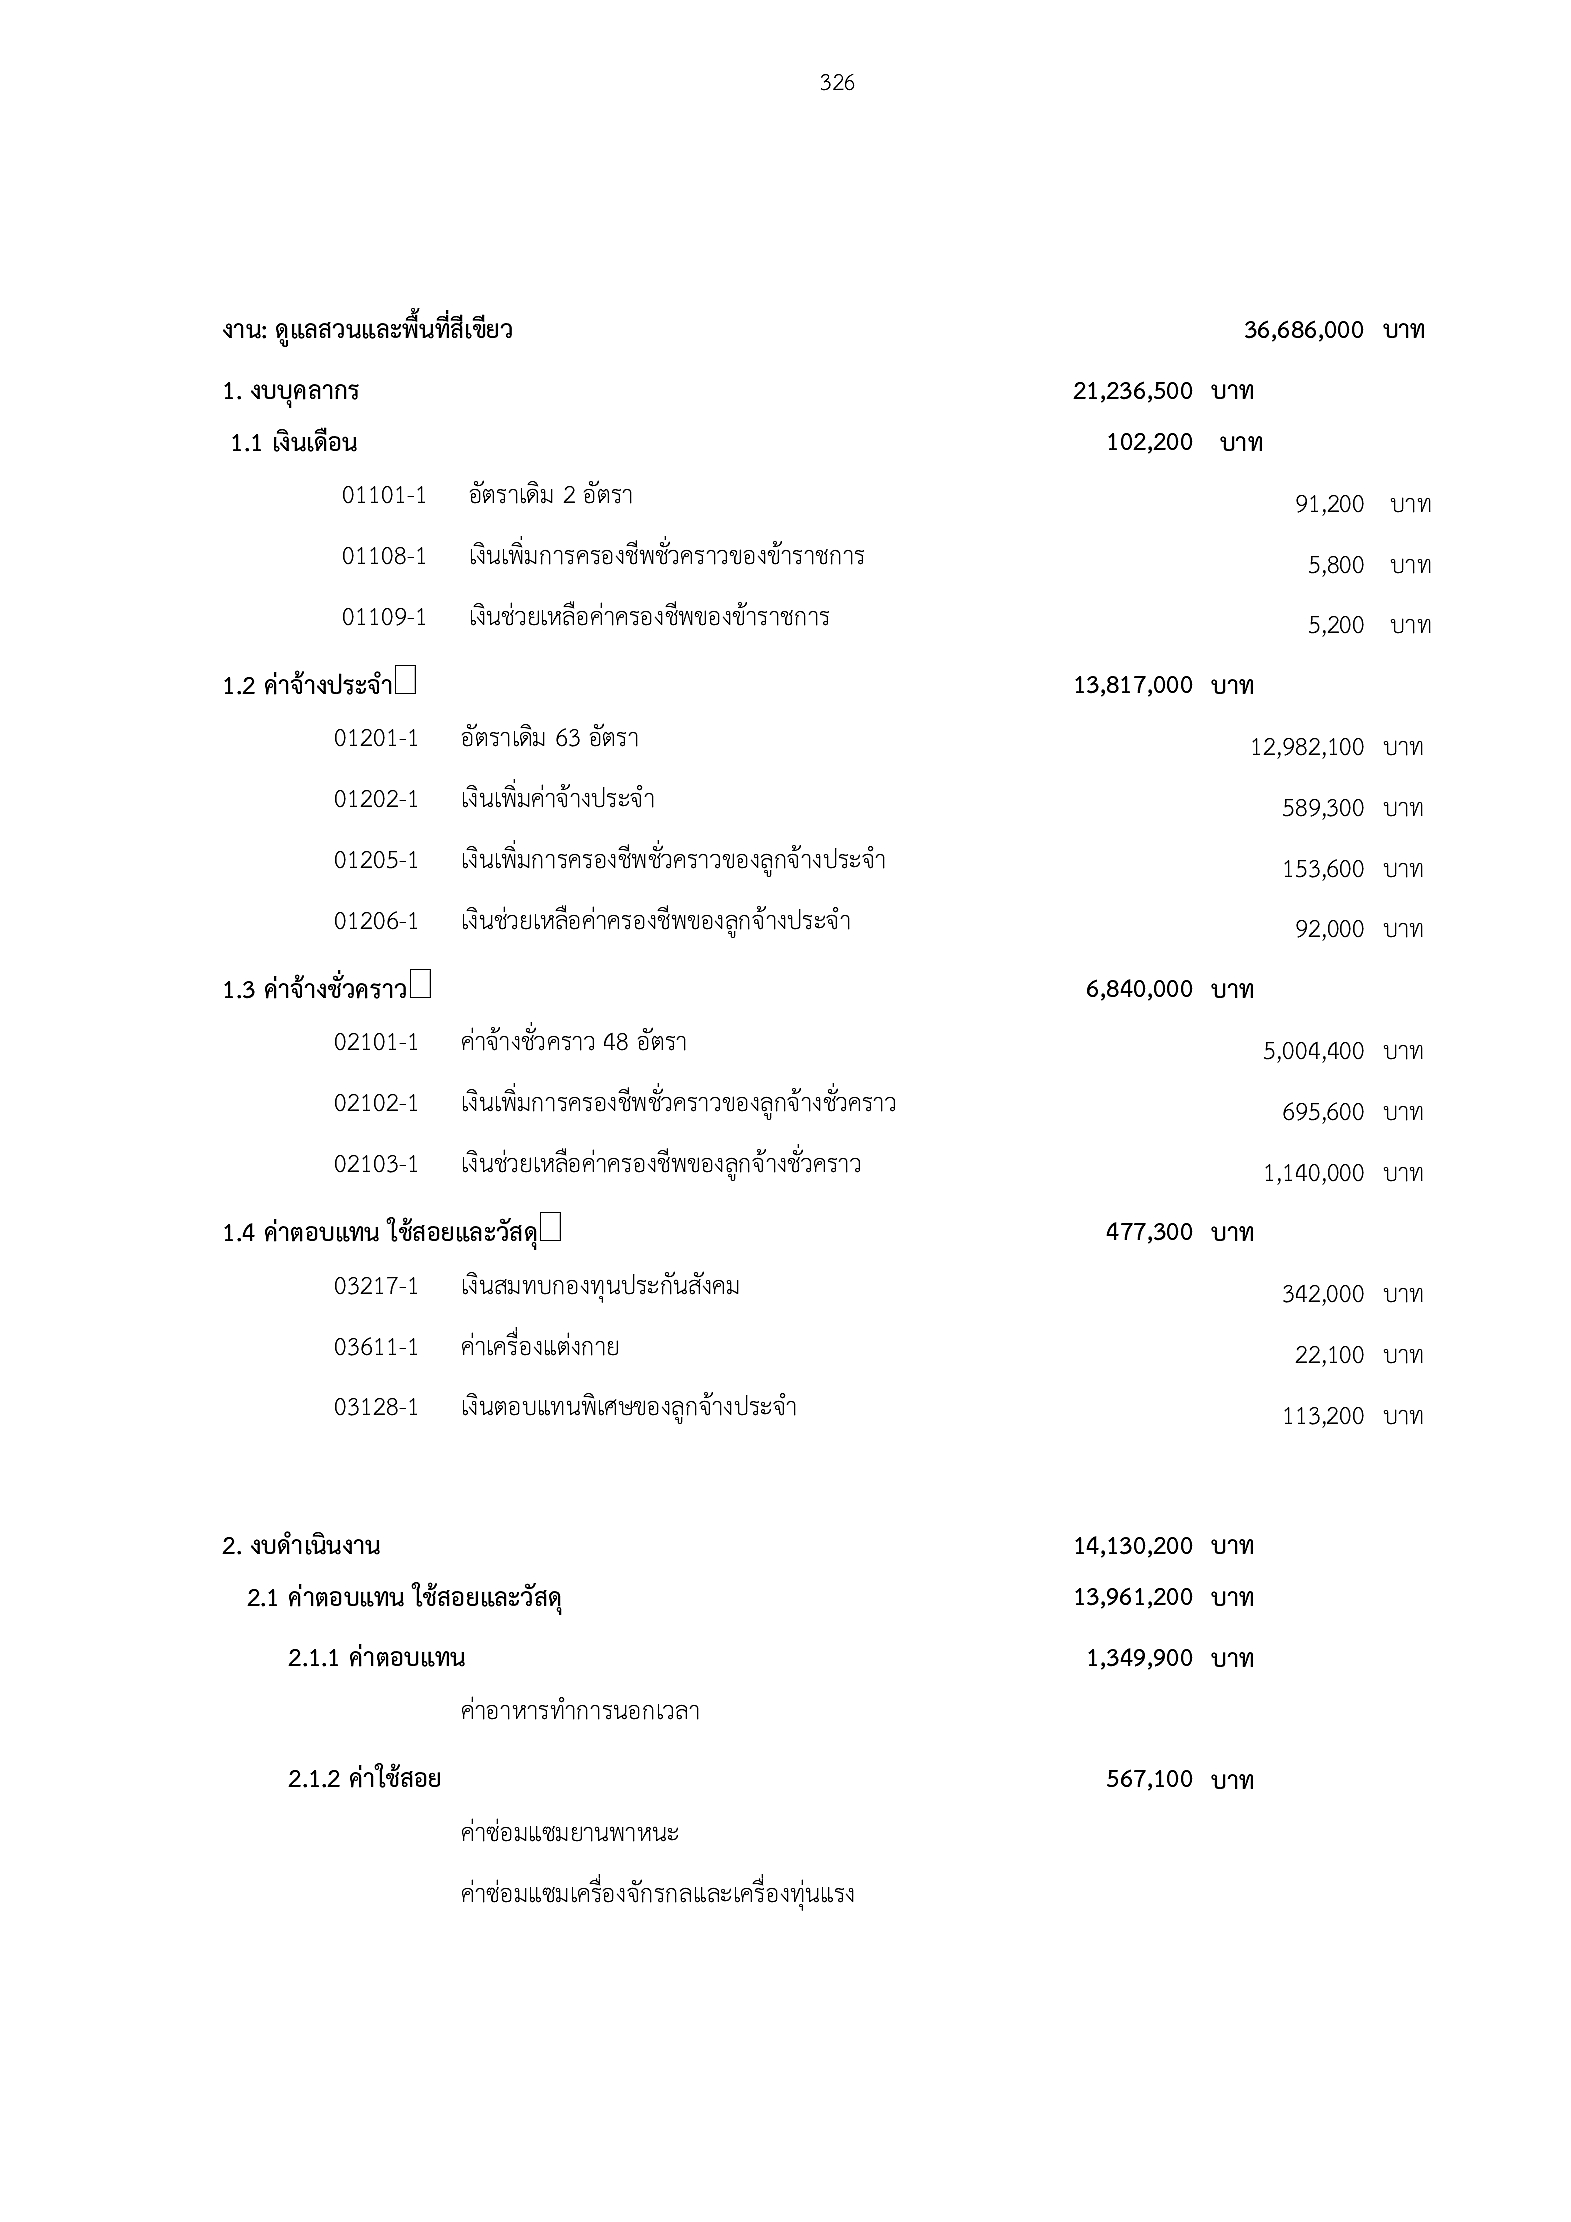 326
งาน: ดูแลสวนและพื้นที่สีเขียว 36,686,000 บาท
1. งบบุคลากร 21,236,500 บาท
1.1 เงินเดือน 102,200 บาท
01101-1 อัตราเดิม 2 อัตรา 91,200 บาท
01108-1 เงินเพิ่มการครองชีพชั่วคราวของข้าราชการ 5,800 บาท
01109-1 เงินช่วยเหลือค่าครองชีพของข้าราชการ 5,200 บาท
1.2 ค่าจ้างประจำ 13,817,000 บาท
01201-1 อัตราเดิม 63 อัตรา 12,982,100 บาท
01202-1 เงินเพิ่มค่าจ้างประจำ 589,300 บาท
01205-1 เงินเพิ่มการครองชีพชั่วคราวของลูกจ้างประจำ 153,600 บาท
01206-1 เงินช่วยเหลือค่าครองชีพของลูกจ้างประจำ 92,000 บาท
1.3 ค่าจ้างชั่วคราว 6,840,000 บาท
02101-1 ค่าจ้างชั่วคราว 48 อัตรา 5,004,400 บาท
02102-1 เงินเพิ่มการครองชีพชั่วคราวของลูกจ้างชั่วคราว 695,600 บาท
02103-1 เงินช่วยเหลือค่าครองชีพของลูกจ้างชั่วคราว 1,140,000 บาท
1.4 ค่าตอบแทน ใช้สอยและวัสดุ 477,300 บาท
03217-1 เงินสมทบกองทุนประกันสังคม 342,000 บาท
03611-1 ค่าเครื่องแต่งกาย 22,100 บาท
03128-1 เงินตอบแทนพิเศษของลูกจ้างประจำ 113,200 บาท
2. งบดำเนินงาน 14,130,200 บาท
2.1 ค่าตอบแทน ใช้สอยและวัสดุ 13,961,200 บาท
2.1.1 ค่าตอบแทน 1,349,900 บาท
ค่าอาหารทำการนอกเวลา
2.1.2 ค่าใช้สอย 567,100 บาท
ค่าซ่อมแซมยานพาหนะ
ค่าซ่อมแซมเครื่องจักรกลและเครื่องทุ่นแรง